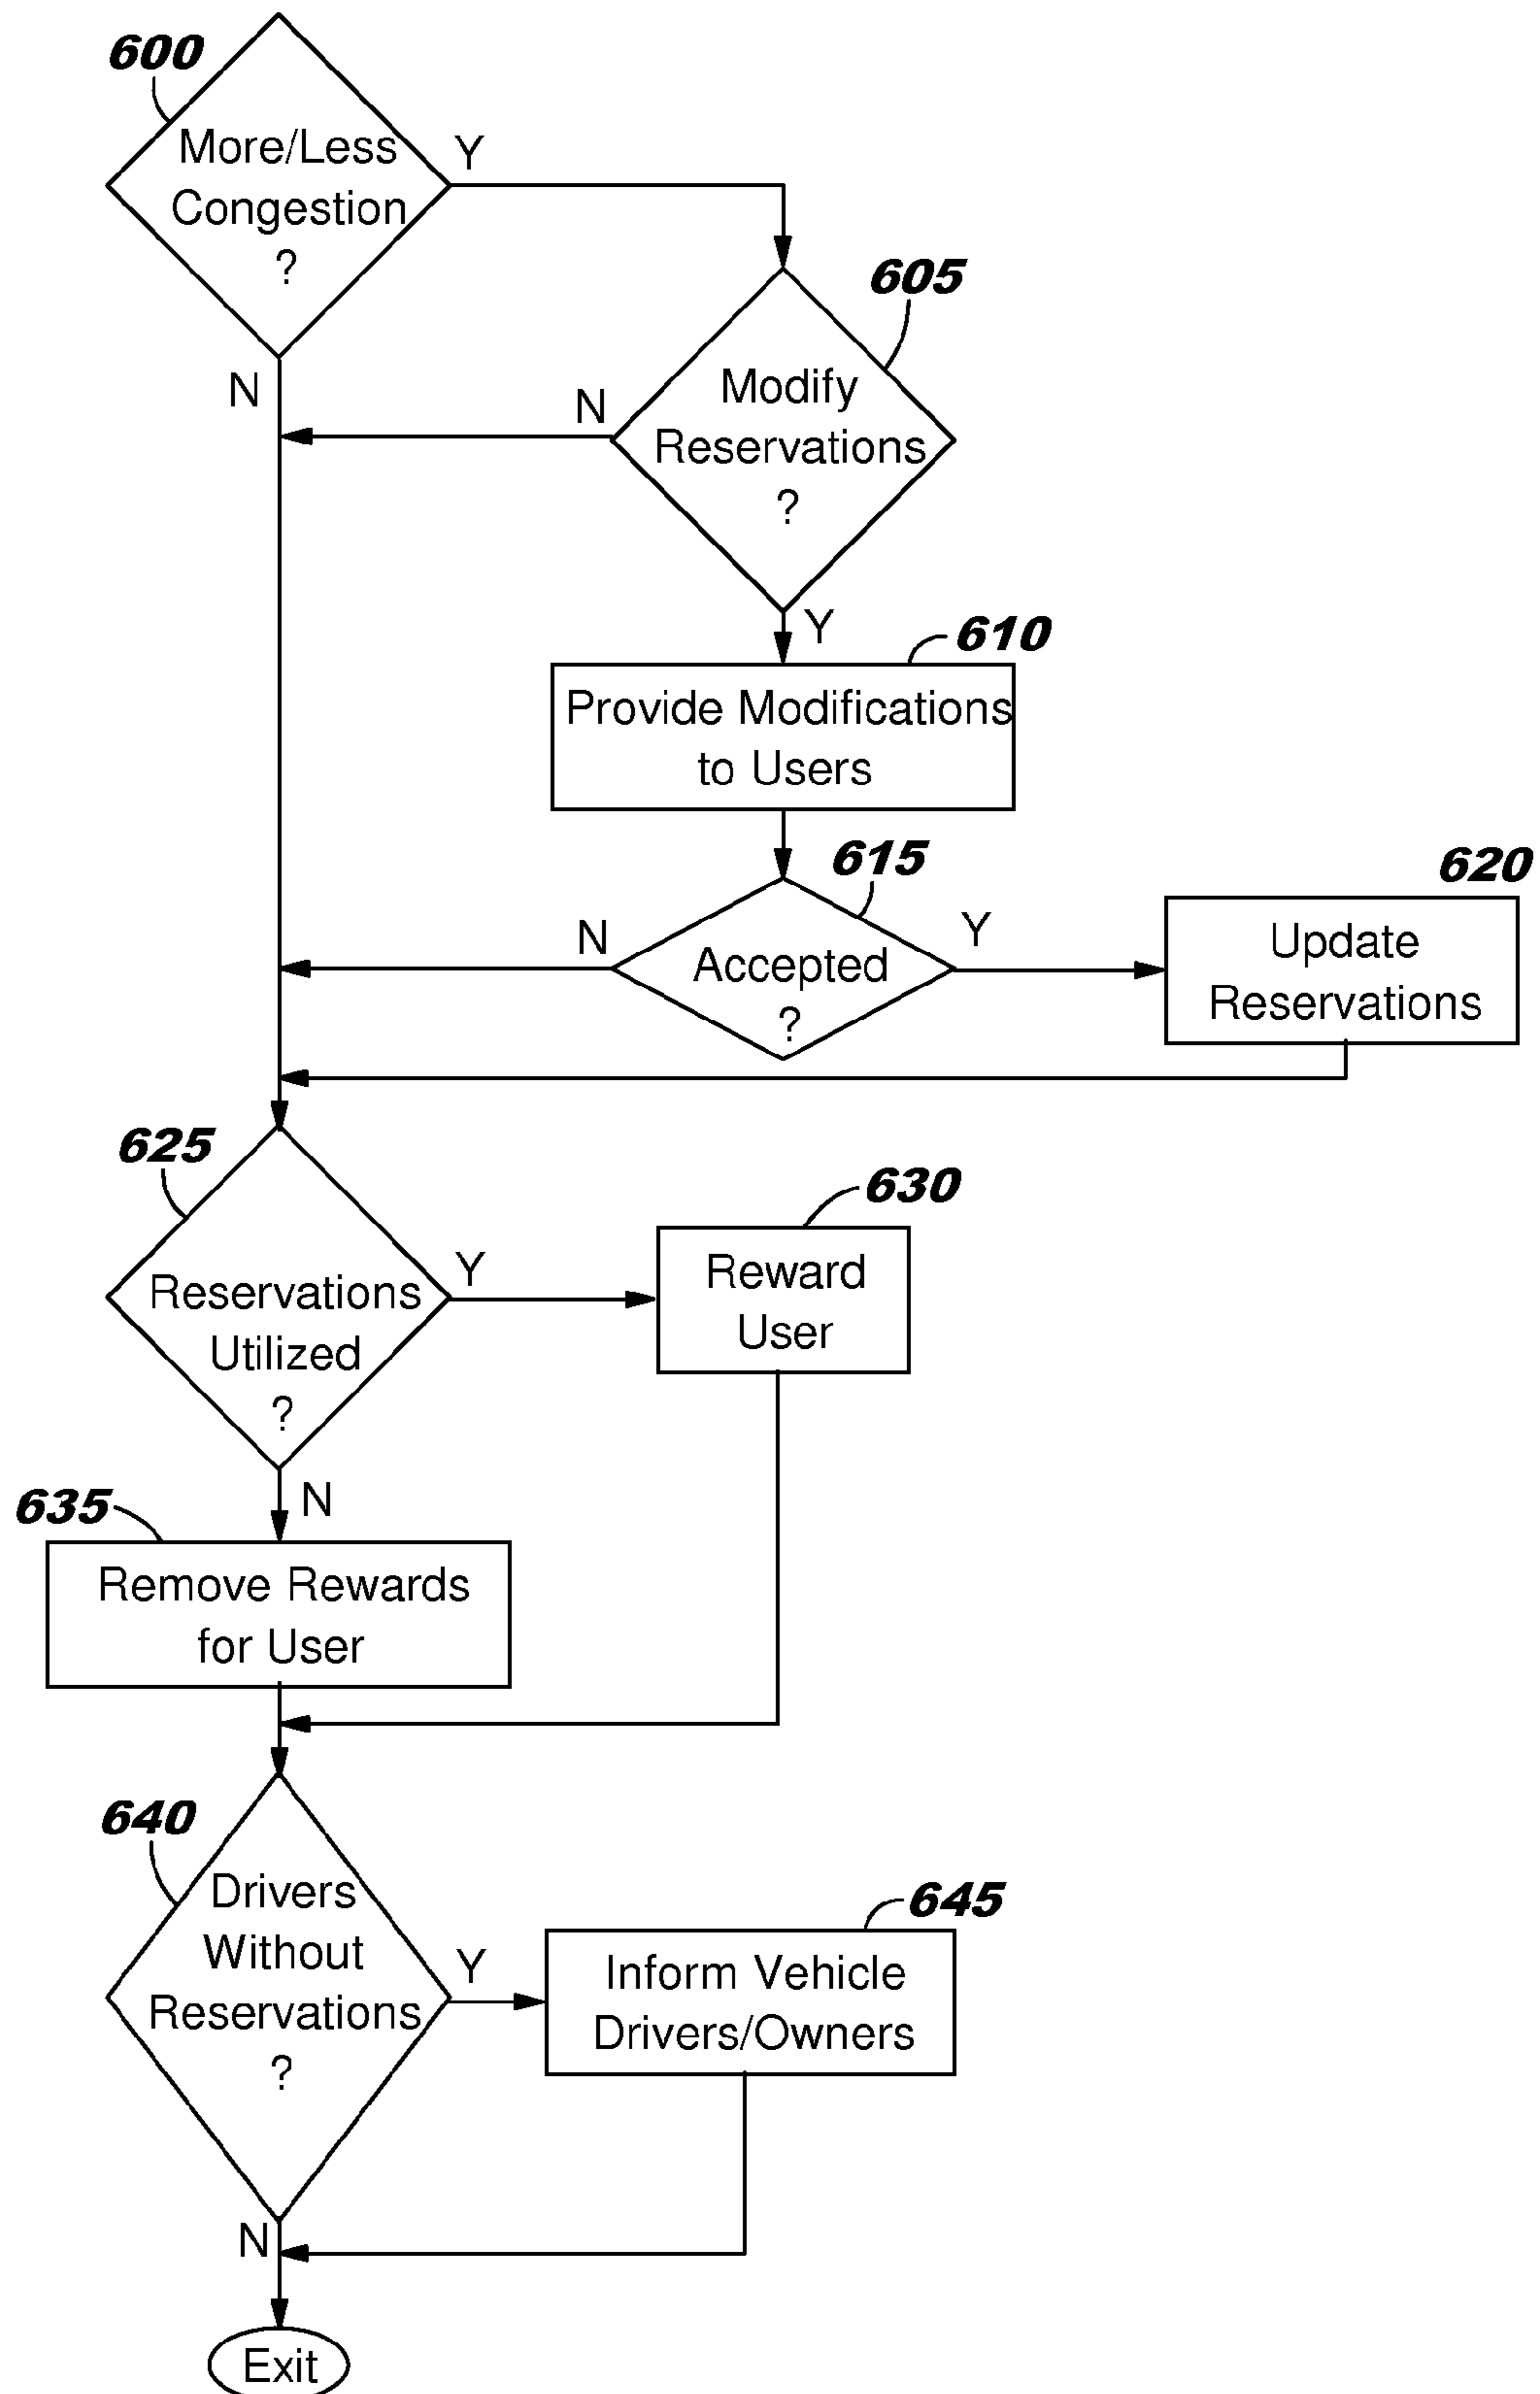 600
More/Less
Congestion
?
Y
N
605
Modify
Reservations
?
N
Y
610
Provide Modifications
to Users
615
Accepted
?
N
Y
620
Update
Reservations
625
Reservations
Utilized
?
Y
N
630
Reward
User
635
Remove Rewards
for User
640
Drivers
Without
Reservations
?
Y
N
645
Inform Vehicle
Drivers/Owners
Exit